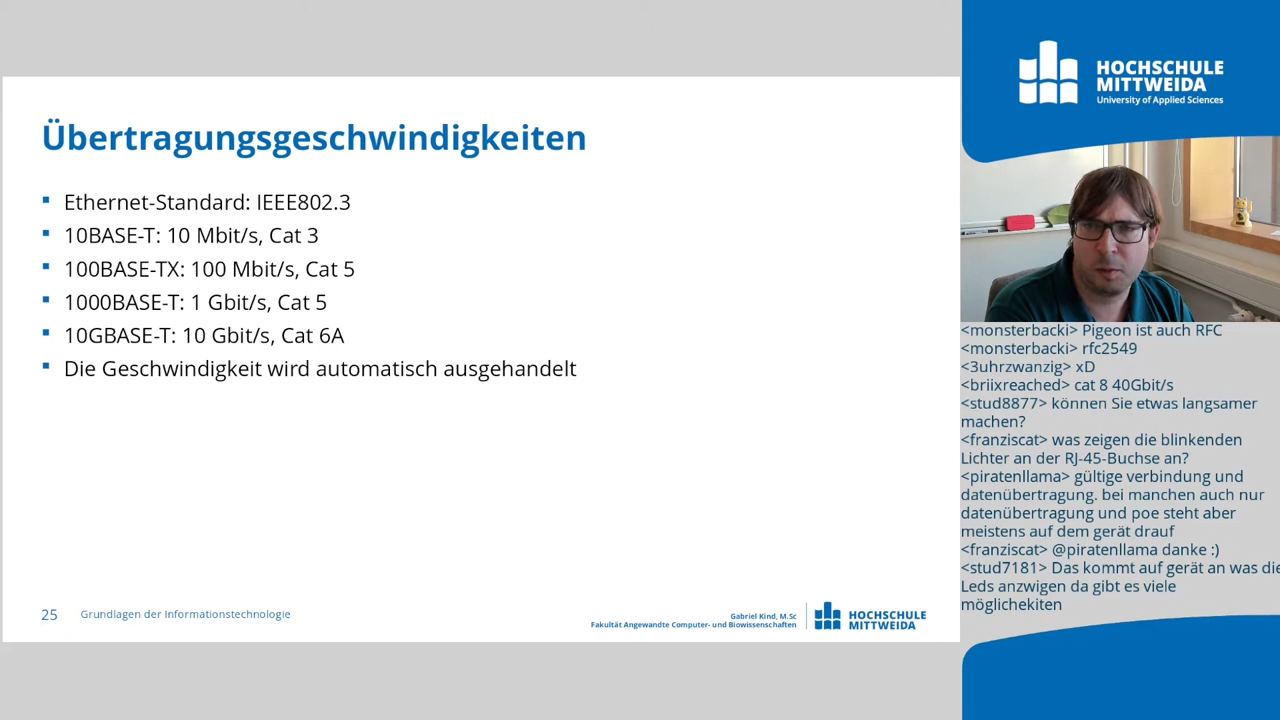 Übertragungsgeschwindigkeiten
Ethernet-Standard: IEEE802.3
10BASE-T: 10 Mbit/s, Cat 3
100BASE-TX: 100 Mbit/s, Cat 5
1000BASE-T: 1 Gbit/s, Cat 5
10GBASE-T: 10 Gbit/s, Cat 6A
Die Geschwindigkeit wird automatisch ausgehandelt
25 Grundlagen der Informationstechnologie
Gabriel Kind, M.Sc
Fakultät Angewandte Computer- und Biowissenschaften
HOCHSCHULE
MITTWEIDA
HOCHSCHULE
MITTWEIDA
University of Applied Sciences
<monsterbacki> Pigeon ist auch RFC
<monsterbacki> rfc2549
<3uhrzwanzig> xD
<briixreached> cat 8 40Gbit/s
<stud8877> können Sie etwas langsamer
machen?
<franziscat> was zeigen die blinkenden
Lichter an der RJ-45-Buchse an?
<piratenllama> gültige verbindung und
datenübertragung. bei manchen auch nur
datenübertragung und poe steht aber
meistens auf dem gerät drauf
<franziscat> @piratenllama danke :)
<stud7181> Das kommt auf gerät an was die
Leds anzwigen da gibt es viele
möglichekiten